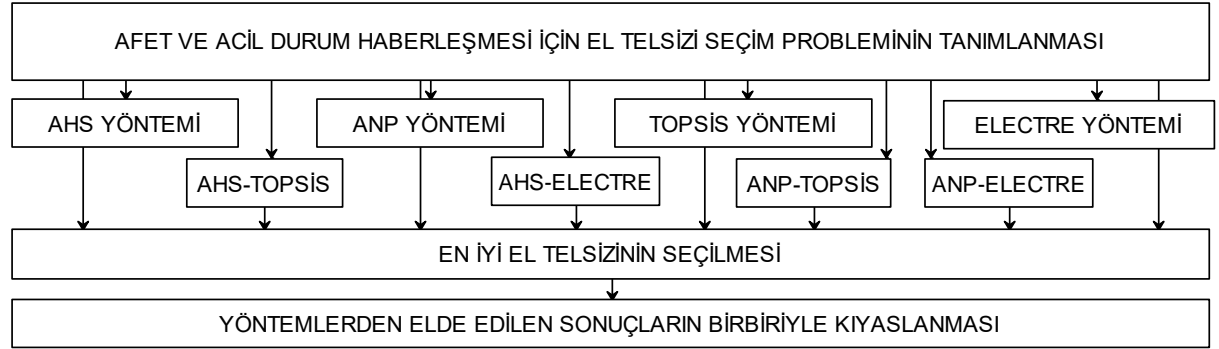 AFET VE ACİL DURUM HABERLEŞMESİ İÇİN EL TELSİZİ SEÇİM PROBLEMİNİN TANIMLANMASI
AHS YÖNTEMİ
ANP YÖNTEMİ
TOPSİS YÖNTEMİ
ELECTRE YÖNTEMİ
AHS-TOPSİS
AHS-ELECTRE
ANP-TOPSİS
ANP-ELECTRE
EN İYİ EL TELSİZİNİN SEÇİLMESİ
YÖNTEMLERDEN ELDE EDİLEN SONUÇLARIN BİRBİRİYLE KIYASLANMASI